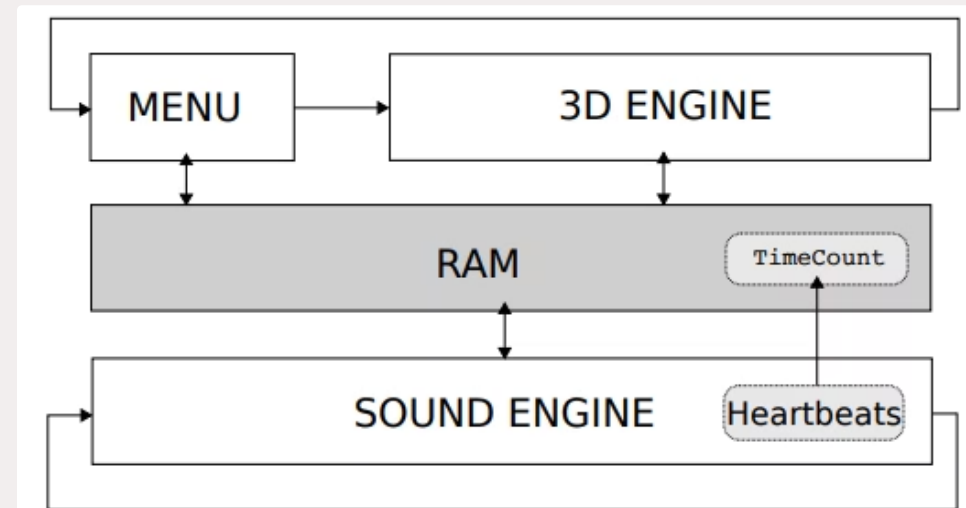 MENU
3D ENGINE
RAM
TimeCount
SOUND ENGINE
Heartbeats